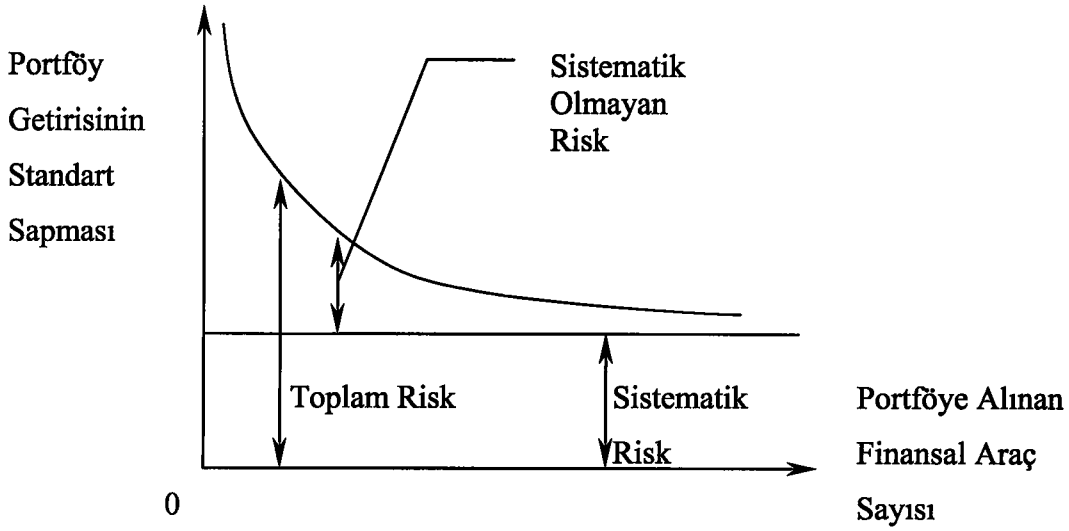 Portföy
Getirisinin
Standart
Sapması
Sistematik
Olmayan
Risk
Toplam Risk
Sistematik
Risk
Portföye Alınan
Finansal Araç
Sayısı
0